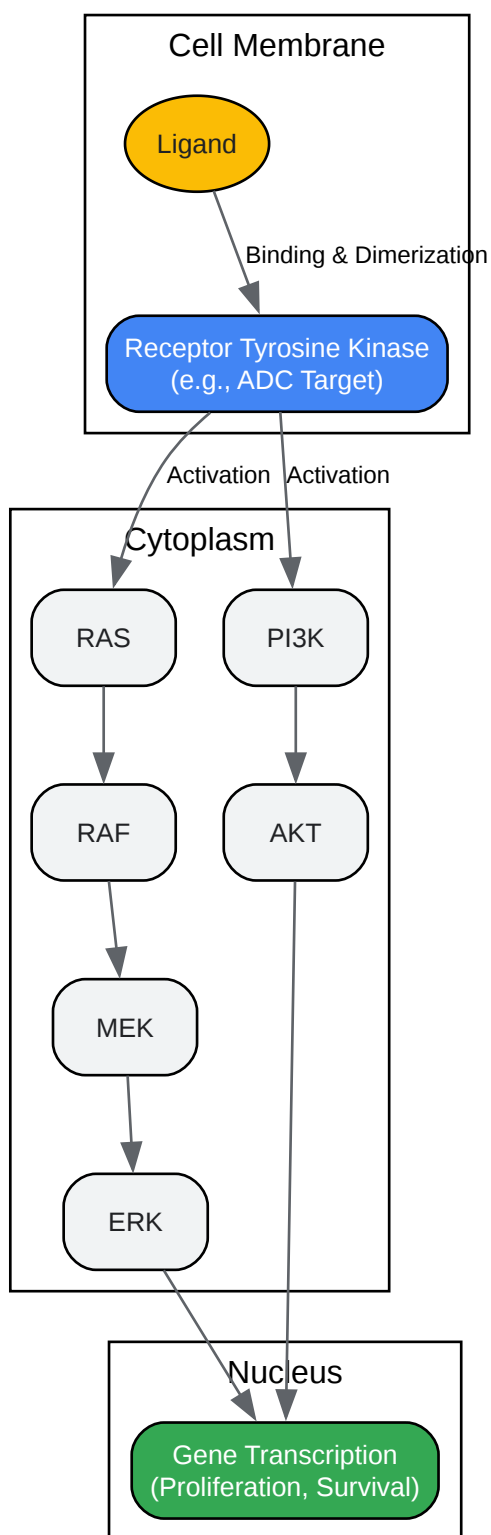 Cell Membrane
Ligand
Binding & Dimerization
Receptor Tyrosine Kinase
(e.g., ADC Target)
Activation
Activation
Cytoplasm
RAS
PI3K
RAF
AKT
MEK
ERK
Nucleus
Gene Transcription
(Proliferation, Survival)